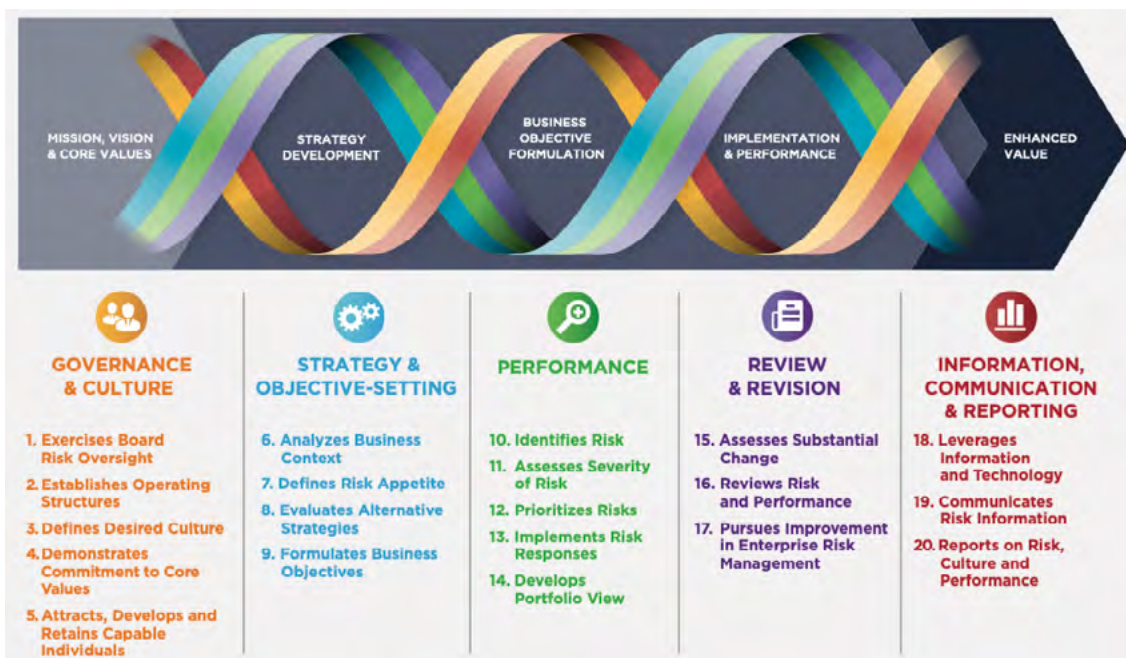 MISSION, VISION
& CORE VALUES
STRATEGY
DEVELOPMENT
BUSINESS
OBJECTIVE
FORMULATION
IMPLEMENTATION
& PERFORMANCE
ENHANCED
VALUE
GOVERNANCE
& CULTURE
1. Exercises Board
Risk Oversight
2. Establishes Operating
Structures
3. Defines Desired Culture
4. Demonstrates
Commitment to Core
Values
5. Attracts, Develops and
Retains Capable
Individuals
STRATEGY &
OBJECTIVE-SETTING
6. Analyzes Business
Context
7. Defines Risk Appetite
8. Evaluates Alternative
Strategies
9. Formulates Business
Objectives
PERFORMANCE
10. Identifies Risk
11. Assesses Severity
of Risk
12. Prioritizes Risks
13. Implements Risk
Responses
14. Develops
Portfolio View
REVIEW
& REVISION
15. Assesses Substantial
Change
16. Reviews Risk
and Performance
17. Pursues Improvement
in Enterprise Risk
Management
INFORMATION,
COMMUNICATION
& REPORTING
18. Leverages
Information
and Technology
19. Communicates
Risk Information
20. Reports on Risk,
Culture and
Performance